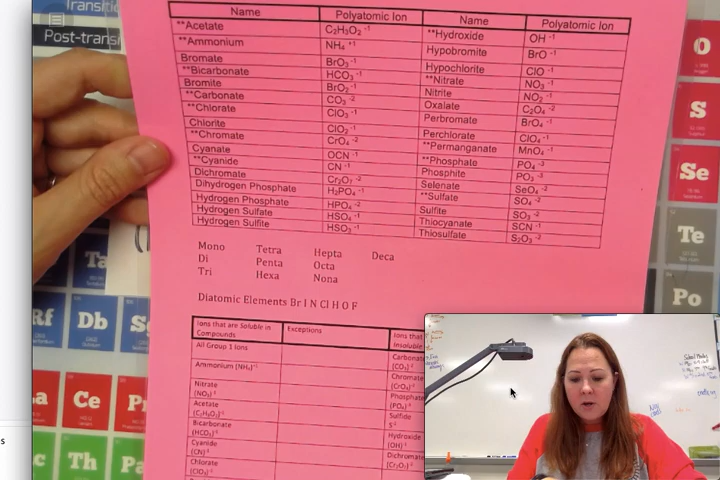 Transiti
Post-transi
Name Polyatomic Ion Name Polyatomic Ion
**Acetate C₂H₃O₂ ⁻¹ **Hydroxide OH ⁻¹
**Ammonium NH₄ ⁺¹ Hypobromite BrO ⁻¹
Bromate BrO₃ ⁻¹ Hypochlorite ClO ⁻¹
**Bicarbonate HCO₃ ⁻¹ **Nitrate NO₃ ⁻¹
Bromite BrO₂ ⁻¹ Nitrite NO₂ ⁻¹
**Carbonate CO₃ ⁻² Oxalate C₂O₄ ⁻²
**Chlorate ClO₃ ⁻¹ Perbromate BrO₄ ⁻¹
Chlorite ClO₂ ⁻¹ Perchlorate ClO₄ ⁻¹
**Chromate CrO₄ ⁻² **Permanganate MnO₄ ⁻¹
Cyanate OCN ⁻¹ **Phosphate PO₄ ⁻³
**Cyanide CN ⁻¹ Phosphite PO₃ ⁻³
Dichromate Cr₂O₇ ⁻² Selenate SeO₄ ⁻²
Dihydrogen Phosphate H₂PO₄ ⁻¹ **Sulfate SO₄ ⁻²
Hydrogen Phosphate HPO₄ ⁻² Sulfite SO₃ ⁻²
Hydrogen Sulfate HSO₄ ⁻¹ Thiocyanate SCN ⁻¹
Hydrogen Sulfite HSO₃ ⁻¹ Thiosulfate S₂O₃ ⁻²
Mono Tetra Hepta Deca
Di Penta Octa
Tri Hexa Nona
Diatomic Elements Br I N Cl H O F
Ions that are Soluble in Compounds Exceptions Ions that Insoluble
All Group 1 Ions Carbona (CO₃)⁻²
Ammonium (NH₄)⁺¹ Chromate (CrO₄)⁻²
Nitrate (NO₃)⁻¹ Phosphat (PO₄)⁻³
Acetate (C₂H₃O₂)⁻¹ Sulfide S⁻²
Bicarbonate (HCO₃)⁻¹ Hydroxide (OH)⁻¹
Cyanide (CN)⁻¹ Dichromat (Cr₂O₇)⁻²
Chlorate (ClO₃)⁻¹
O
S
Se
Te
Po
Ta
Rf Db S
a Ce Pr
Th Pa
s